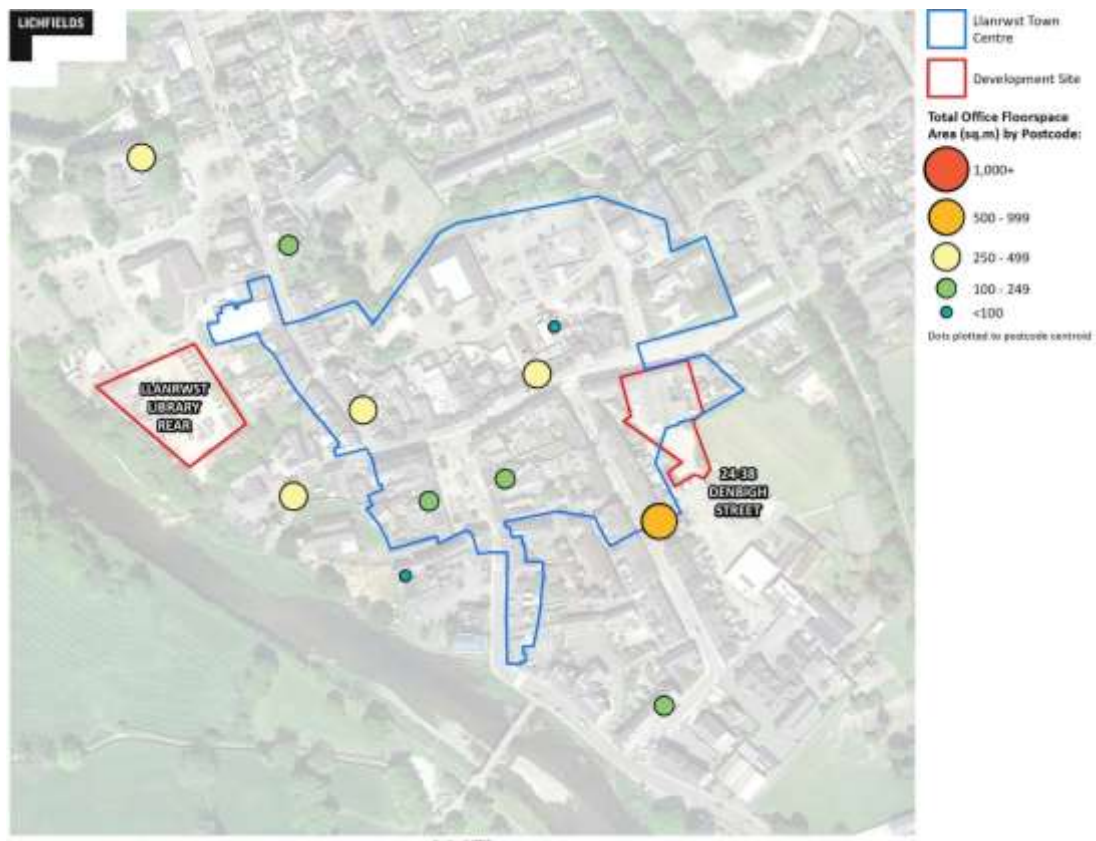 LICHFIELDS
Llanrwst Town
Centre
Development Site
Total Office Floorspace
Area (sq.m) by Postcode:
1,000+
500 - 999
250 - 499
100 - 249
<100
Dots plotted to postcode centroid
LLANRWST
LIBRARY
REAR
24-38
DENBIGH
STREET